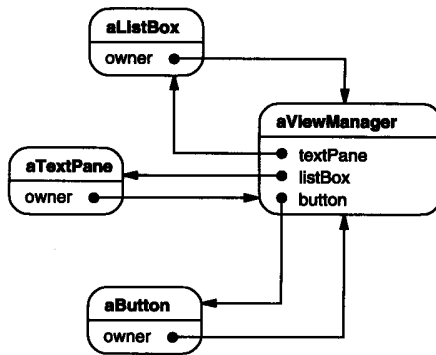 aListBox
owner
aViewManager
textPane
listBox
button
aTextPane
owner
aButton
owner